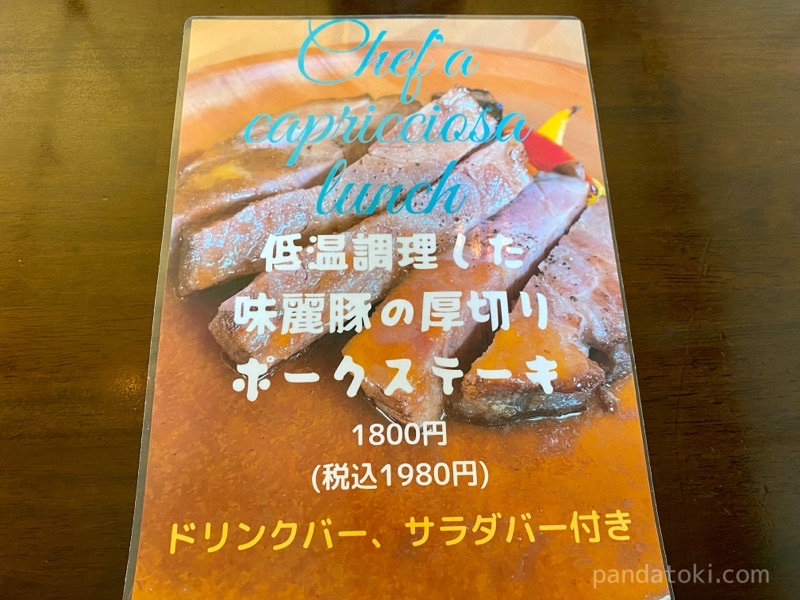 Chef'a
capricciosa
lunch
低温調理した
味麗豚の厚切り
ポークステーキ
1800円
(税込1980円)
ドリンクバー、サラダバー付き
pandatoki.com